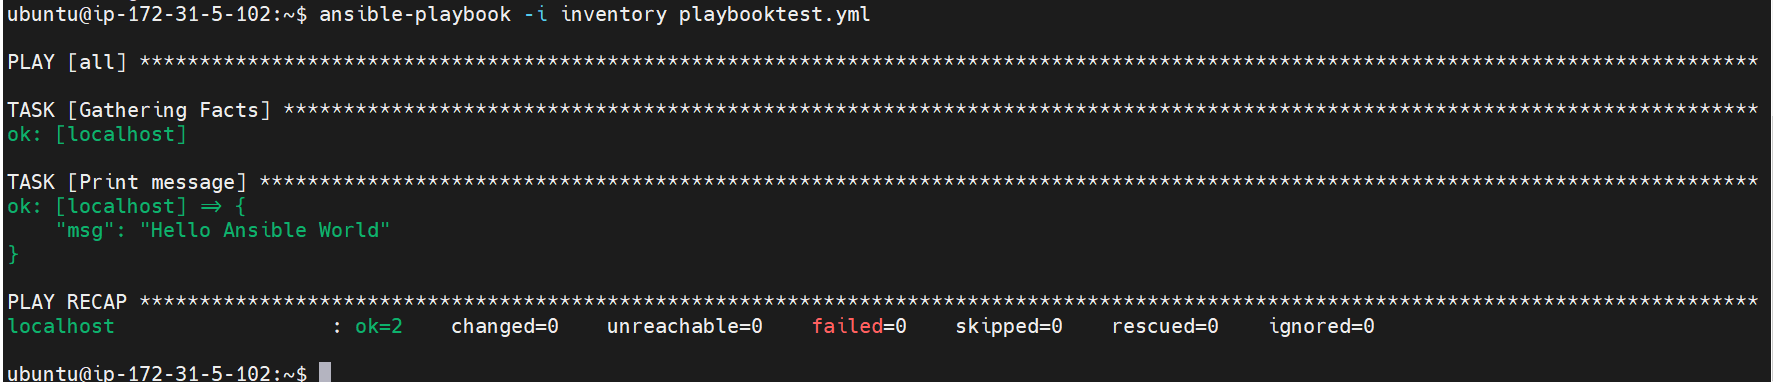 ubuntu@ip-172-31-5-102:~$ ansible-playbook -i inventory playbooktest.yml
PLAY [all] ***************************************************************************************************************************************
TASK [Gathering Facts] ***************************************************************************************************************************
ok: [localhost]
TASK [Print message] *****************************************************************************************************************************
ok: [localhost] => {
    "msg": "Hello Ansible World"
}
PLAY RECAP ***************************************************************************************************************************************
localhost                  : ok=2    changed=0    unreachable=0    failed=0    skipped=0    rescued=0    ignored=0
ubuntu@ip-172-31-5-102:~$